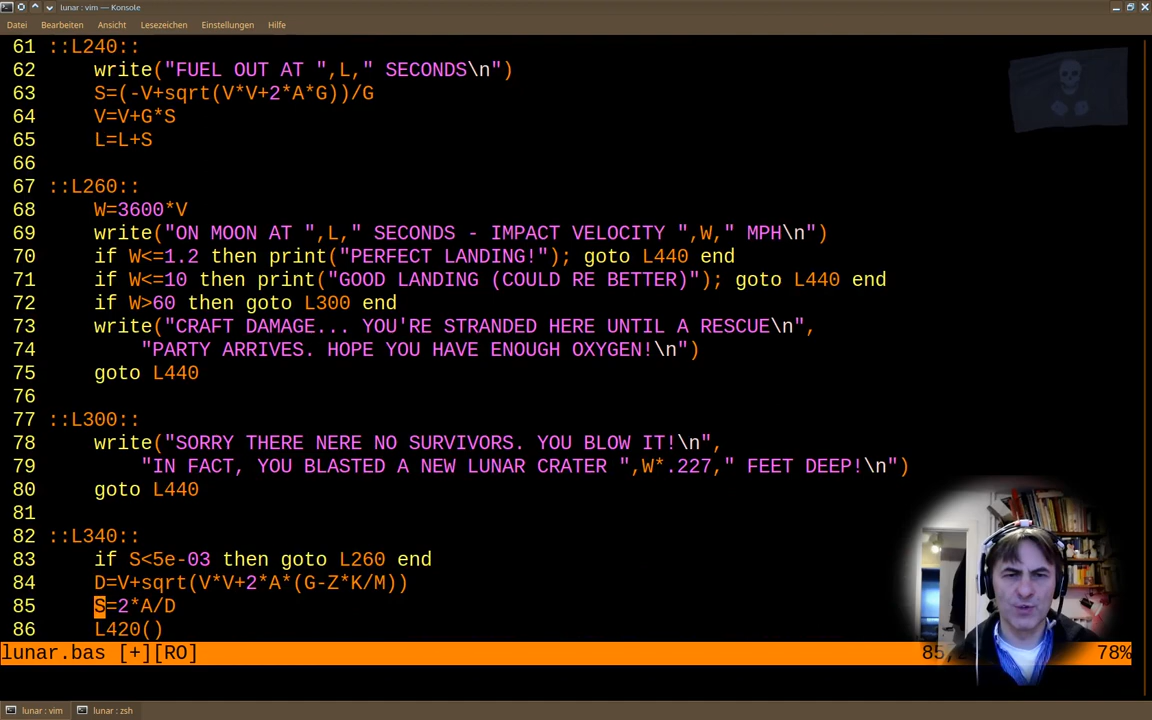 lunar : vim — Konsole
Datei Bearbeiten Ansicht Lesezeichen Einstellungen Hilfe
61 ::L240::
62 write("FUEL OUT AT ",L," SECONDS\n")
63 S=(-V+sqrt(V*V+2*A*G))/G
64 V=V+G*S
65 L=L+S
66
67 ::L260::
68 W=3600*V
69 write("ON MOON AT ",L," SECONDS - IMPACT VELOCITY ",W," MPH\n")
70 if W<=1.2 then print("PERFECT LANDING!"); goto L440 end
71 if W<=10 then print("GOOD LANDING (COULD RE BETTER)"); goto L440 end
72 if W>60 then goto L300 end
73 write("CRAFT DAMAGE... YOU'RE STRANDED HERE UNTIL A RESCUE\n",
74 "PARTY ARRIVES. HOPE YOU HAVE ENOUGH OXYGEN!\n")
75 goto L440
76
77 ::L300::
78 write("SORRY THERE NERE NO SURVIVORS. YOU BLOW IT!\n",
79 "IN FACT, YOU BLASTED A NEW LUNAR CRATER ",W*.227," FEET DEEP!\n")
80 goto L440
81
82 ::L340::
83 if S<5e-03 then goto L260 end
84 D=V+sqrt(V*V+2*A*(G-Z*K/M))
85 S=2*A/D
86 L420()
lunar.bas [+][RO] 85, 78%
lunar : vim lunar : zsh